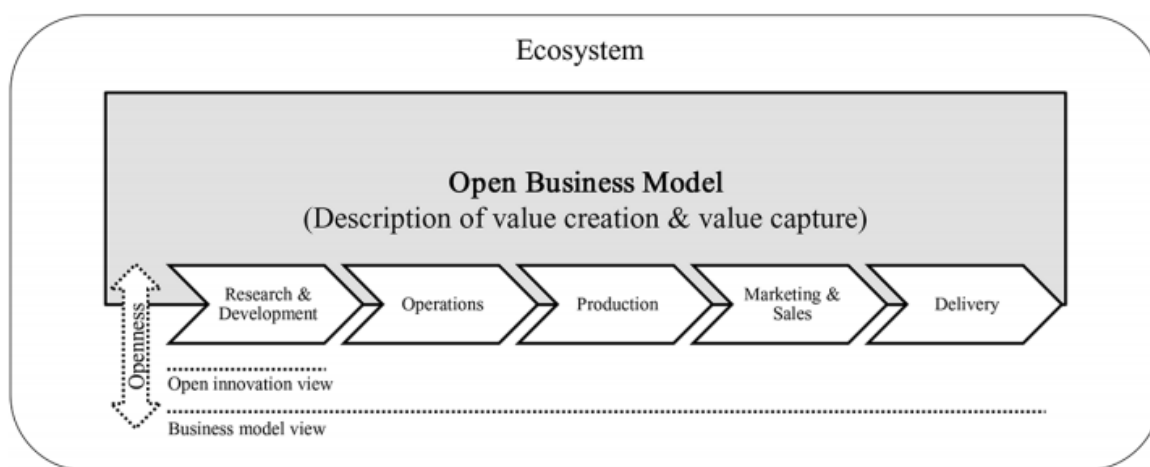 Ecosystem
Open Business Model
(Description of value creation & value capture)
Openness
Research &
Development
Operations
Production
Marketing &
Sales
Delivery
Open innovation view
Business model view